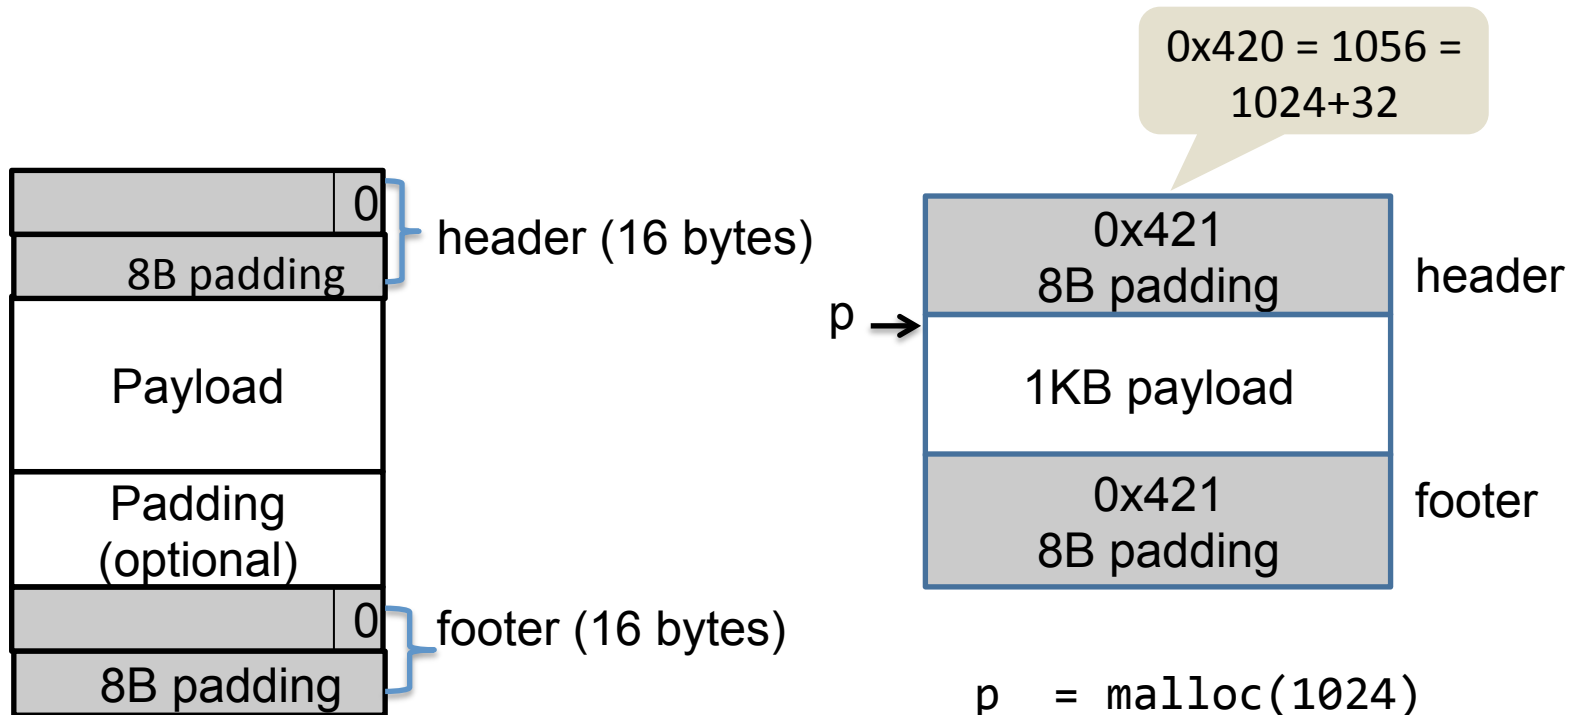 0x420 = 1056 =
1024+32
0
header (16 bytes)
8B padding
Payload
Padding
(optional)
0
footer (16 bytes)
8B padding
0x421
8B padding
header
p
1KB payload
0x421
8B padding
footer
p = malloc(1024)